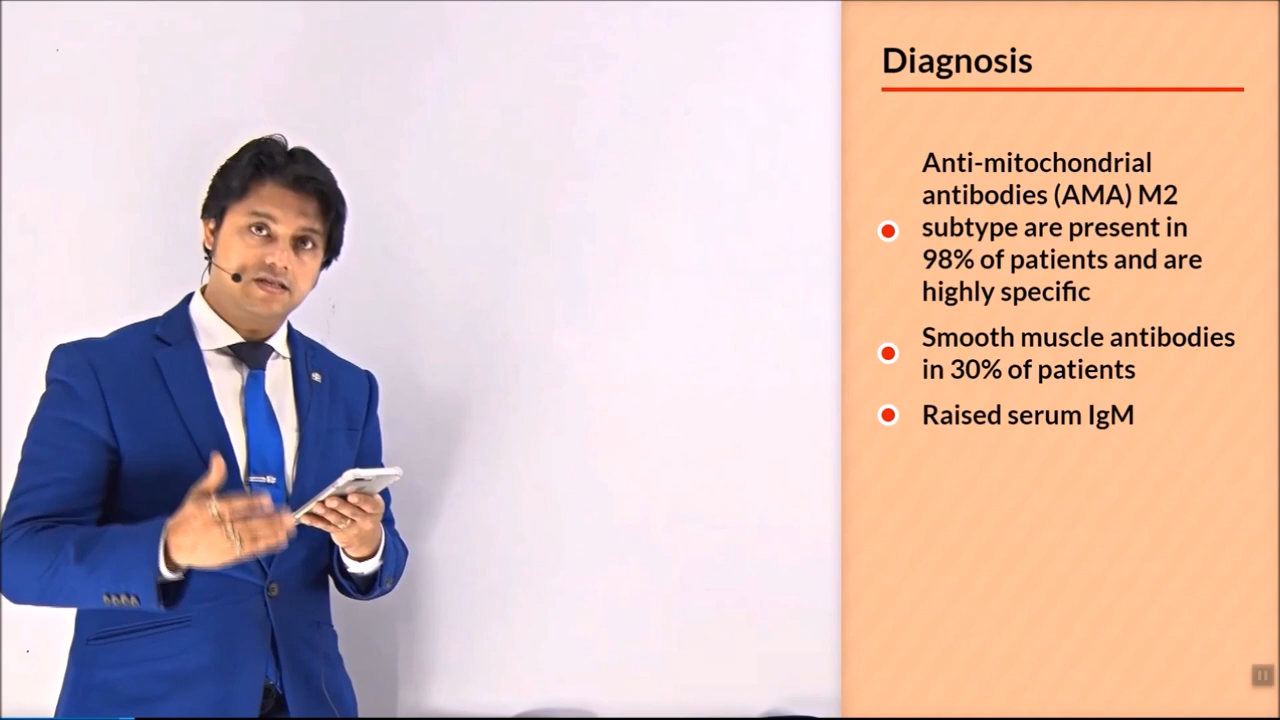 Diagnosis
Anti-mitochondrial
antibodies (AMA) M2
subtype are present in
98% of patients and are
highly specific
Smooth muscle antibodies
in 30% of patients
Raised serum IgM